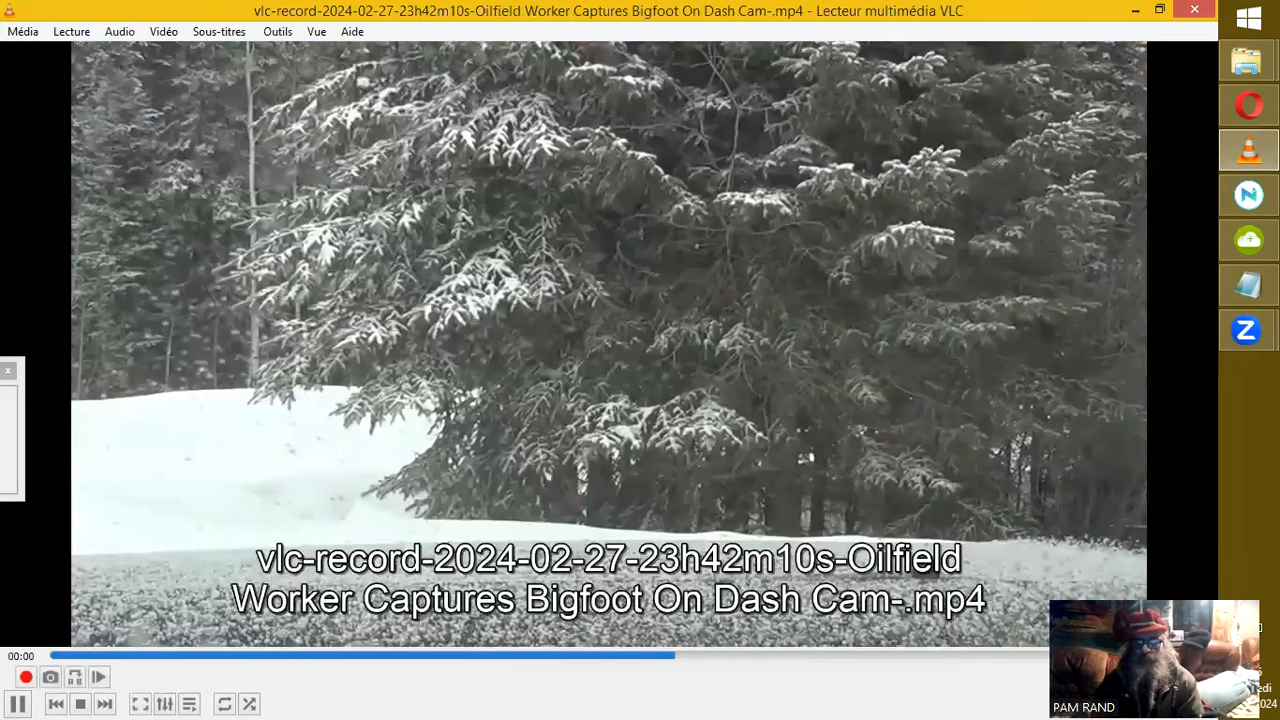 vlc-record-2024-02-27-23h42m10s-Oilfield Worker Captures Bigfoot On Dash Cam-.mp4 - Lecteur multimédia VLC
Média Lecture Audio Vidéo Sous-titres Outils Vue Aide
vlc-record-2024-02-27-23h42m10s-Oilfield
Worker Captures Bigfoot On Dash Cam-.mp4
00:00
PAM RAND